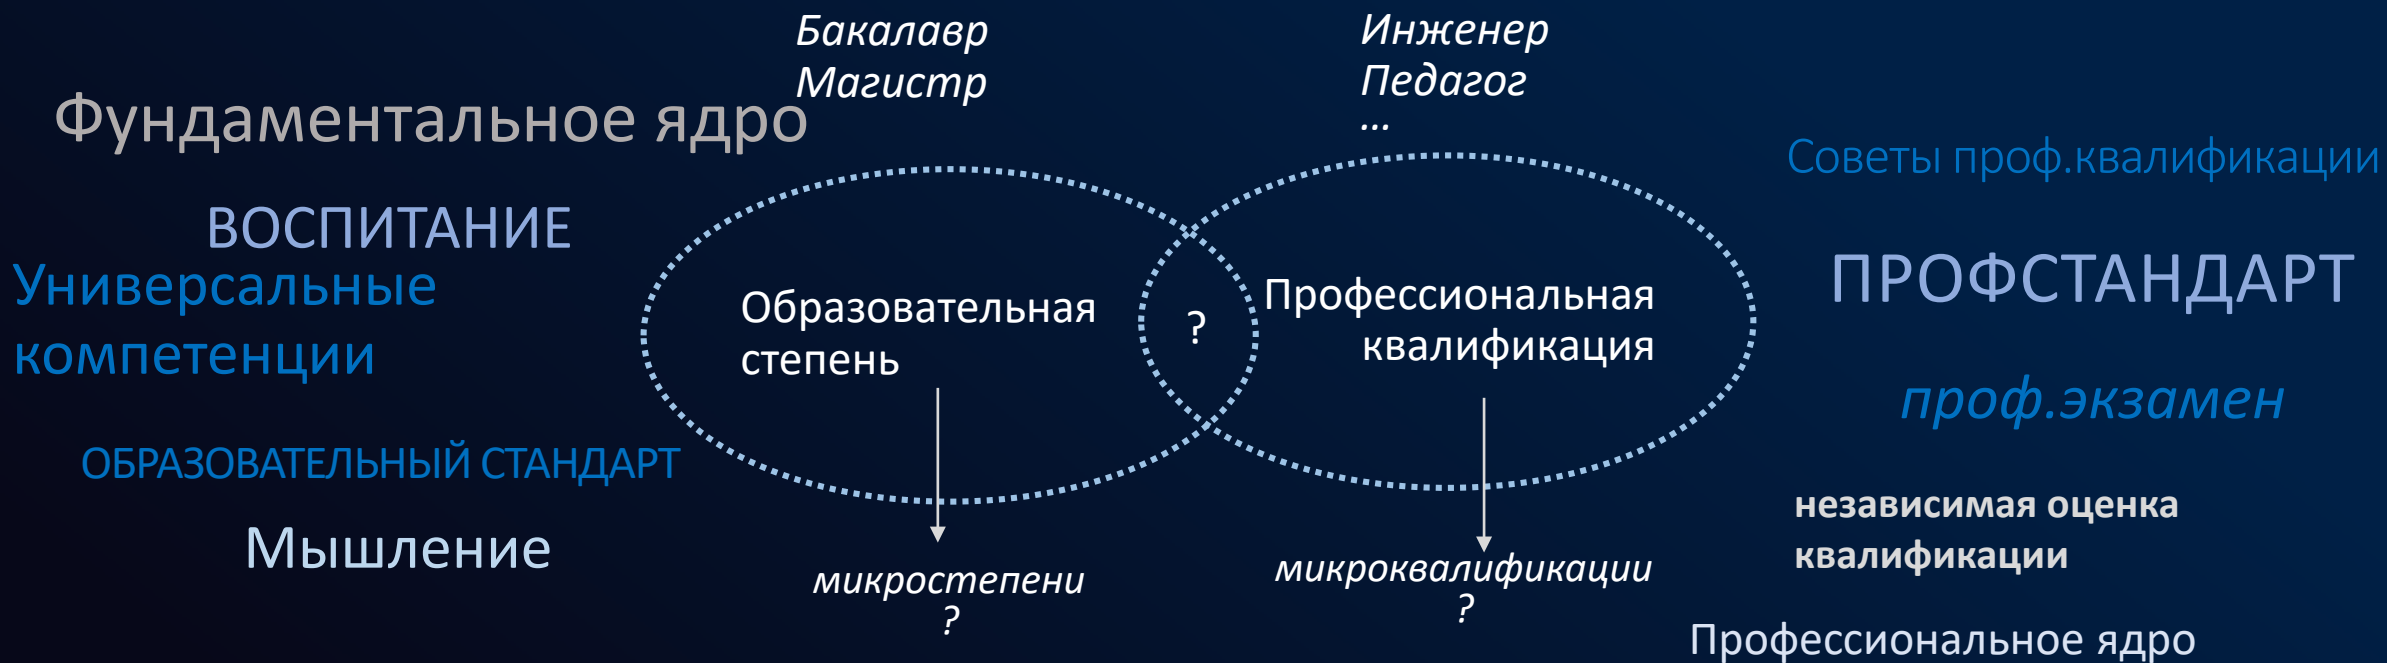 Бакалавр
Магистр
Инженер
Педагог
...
Фундаментальное ядро
ВОСПИТАНИЕ
Универсальные
компетенции
ОБРАЗОВАТЕЛЬНЫЙ СТАНДАРТ
Мышление
Образовательная
степень
?
Профессиональная
квалификация
микростепени
?
микроквалификации
?
Советы проф.квалификации
ПРОФСТАНДАРТ
проф.экзамен
независимая оценка
квалификации
Профессиональное ядро